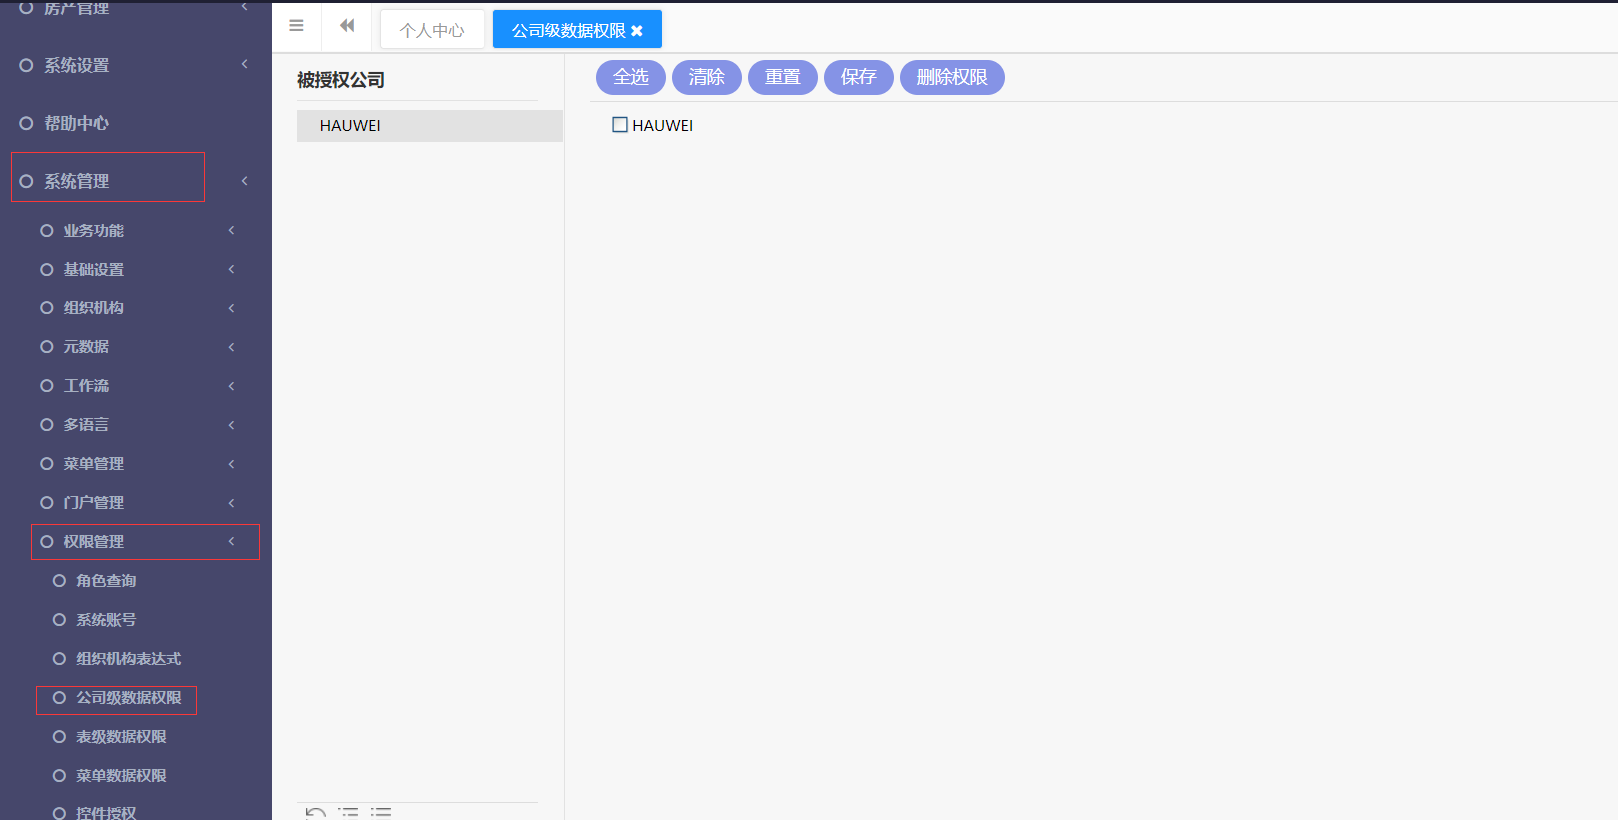 房产管理
系统设置
帮助中心
系统管理
业务功能
基础设置
组织机构
元数据
工作流
多语言
菜单管理
门户管理
权限管理
角色查询
系统账号
组织机构表达式
公司级数据权限
表级数据权限
菜单数据权限
控件授权
个人中心 公司级数据权限
被授权公司
HAUWEI
全选 清除 重置 保存 删除权限
HAUWEI